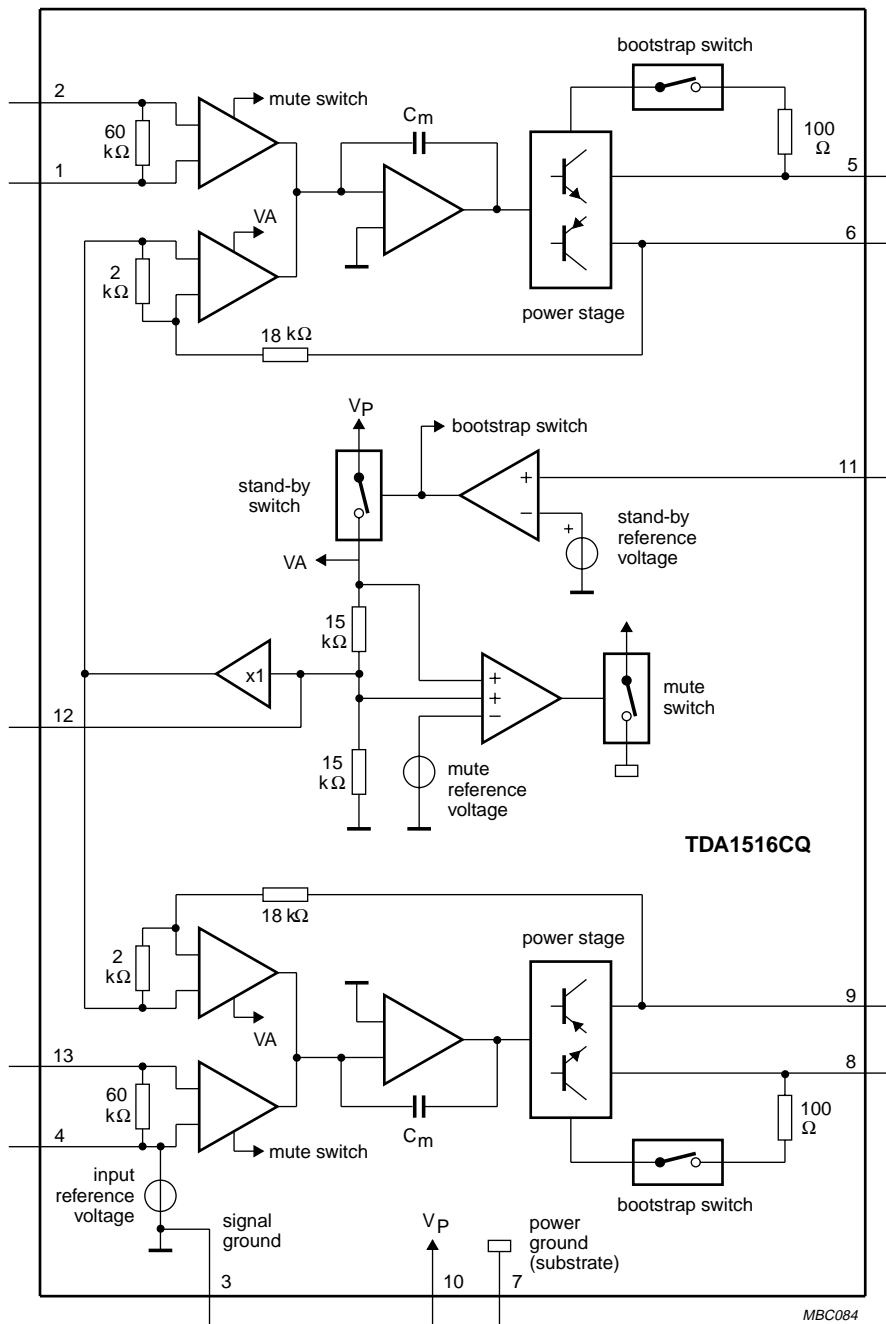 bootstrap switch
2
mute switch
60
kΩ
Cm
100
Ω
1
5
VA
6
2
kΩ
power stage
18 kΩ
VP
bootstrap switch
11
stand-by
switch
+
−
+
stand-by
reference
voltage
VA
15
kΩ
x1
+
+
−
mute
switch
12
15
kΩ
mute
reference
voltage
TDA1516CQ
18 kΩ
power stage
2
kΩ
9
VA
13
8
60
kΩ
100
Ω
4
Cm
mute switch
input
reference
voltage
bootstrap switch
signal
ground
VP
power
ground
(substrate)
3
10
7
MBC084